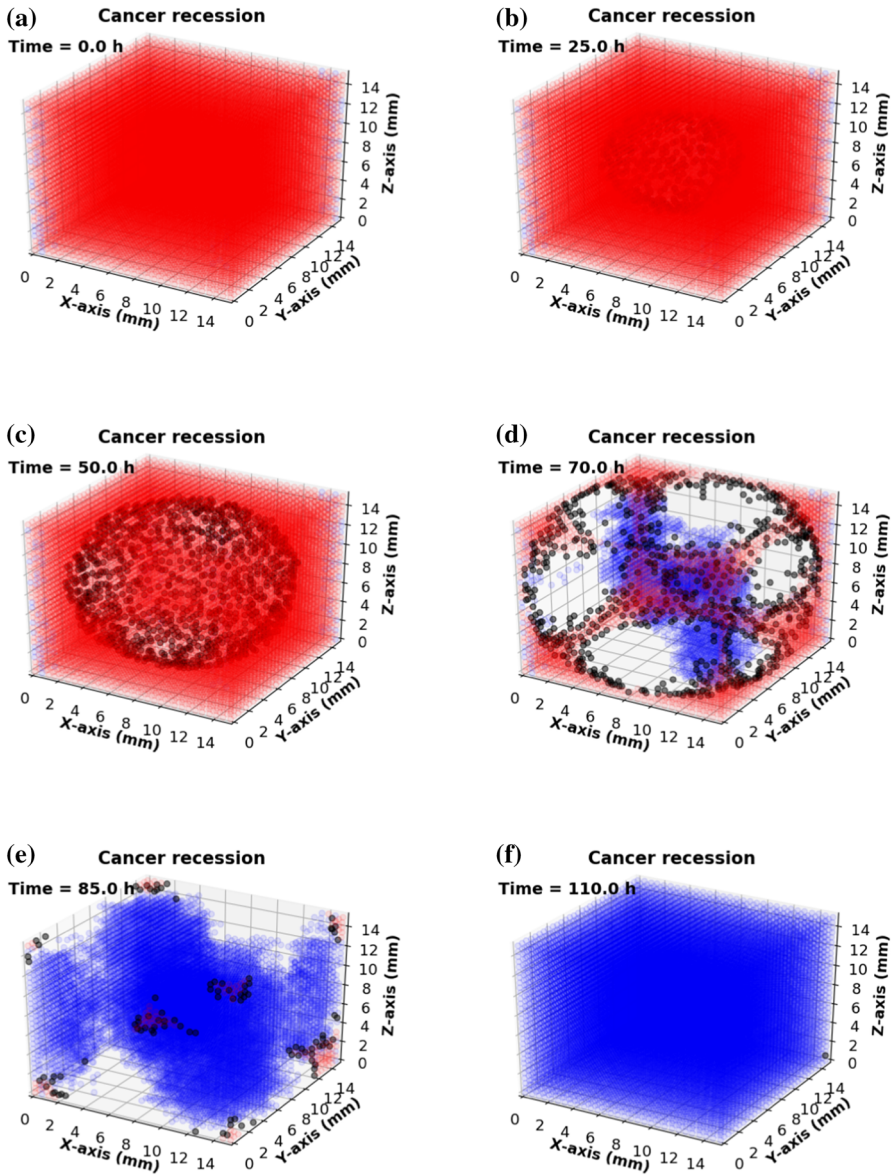 (a)
Cancer recession
Time = 0.0 h
14
12
10
8
6
4
2
0
Z-axis (mm)
0 2 4 6 8 10 12 14
X-axis (mm)
0 2 4 6 8 10 12 14
Y-axis (mm)
(b)
Cancer recession
Time = 25.0 h
14
12
10
8
6
4
2
0
Z-axis (mm)
0 2 4 6 8 10 12 14
X-axis (mm)
0 2 4 6 8 10 12 14
Y-axis (mm)
(c)
Cancer recession
Time = 50.0 h
14
12
10
8
6
4
2
0
Z-axis (mm)
0 2 4 6 8 10 12 14
X-axis (mm)
0 2 4 6 8 10 12 14
Y-axis (mm)
(d)
Cancer recession
Time = 70.0 h
14
12
10
8
6
4
2
0
Z-axis (mm)
0 2 4 6 8 10 12 14
X-axis (mm)
0 2 4 6 8 10 12 14
Y-axis (mm)
(e)
Cancer recession
Time = 85.0 h
14
12
10
8
6
4
2
0
Z-axis (mm)
0 2 4 6 8 10 12 14
X-axis (mm)
0 2 4 6 8 10 12 14
Y-axis (mm)
(f)
Cancer recession
Time = 110.0 h
14
12
10
8
6
4
2
0
Z-axis (mm)
0 2 4 6 8 10 12 14
X-axis (mm)
0 2 4 6 8 10 12 14
Y-axis (mm)